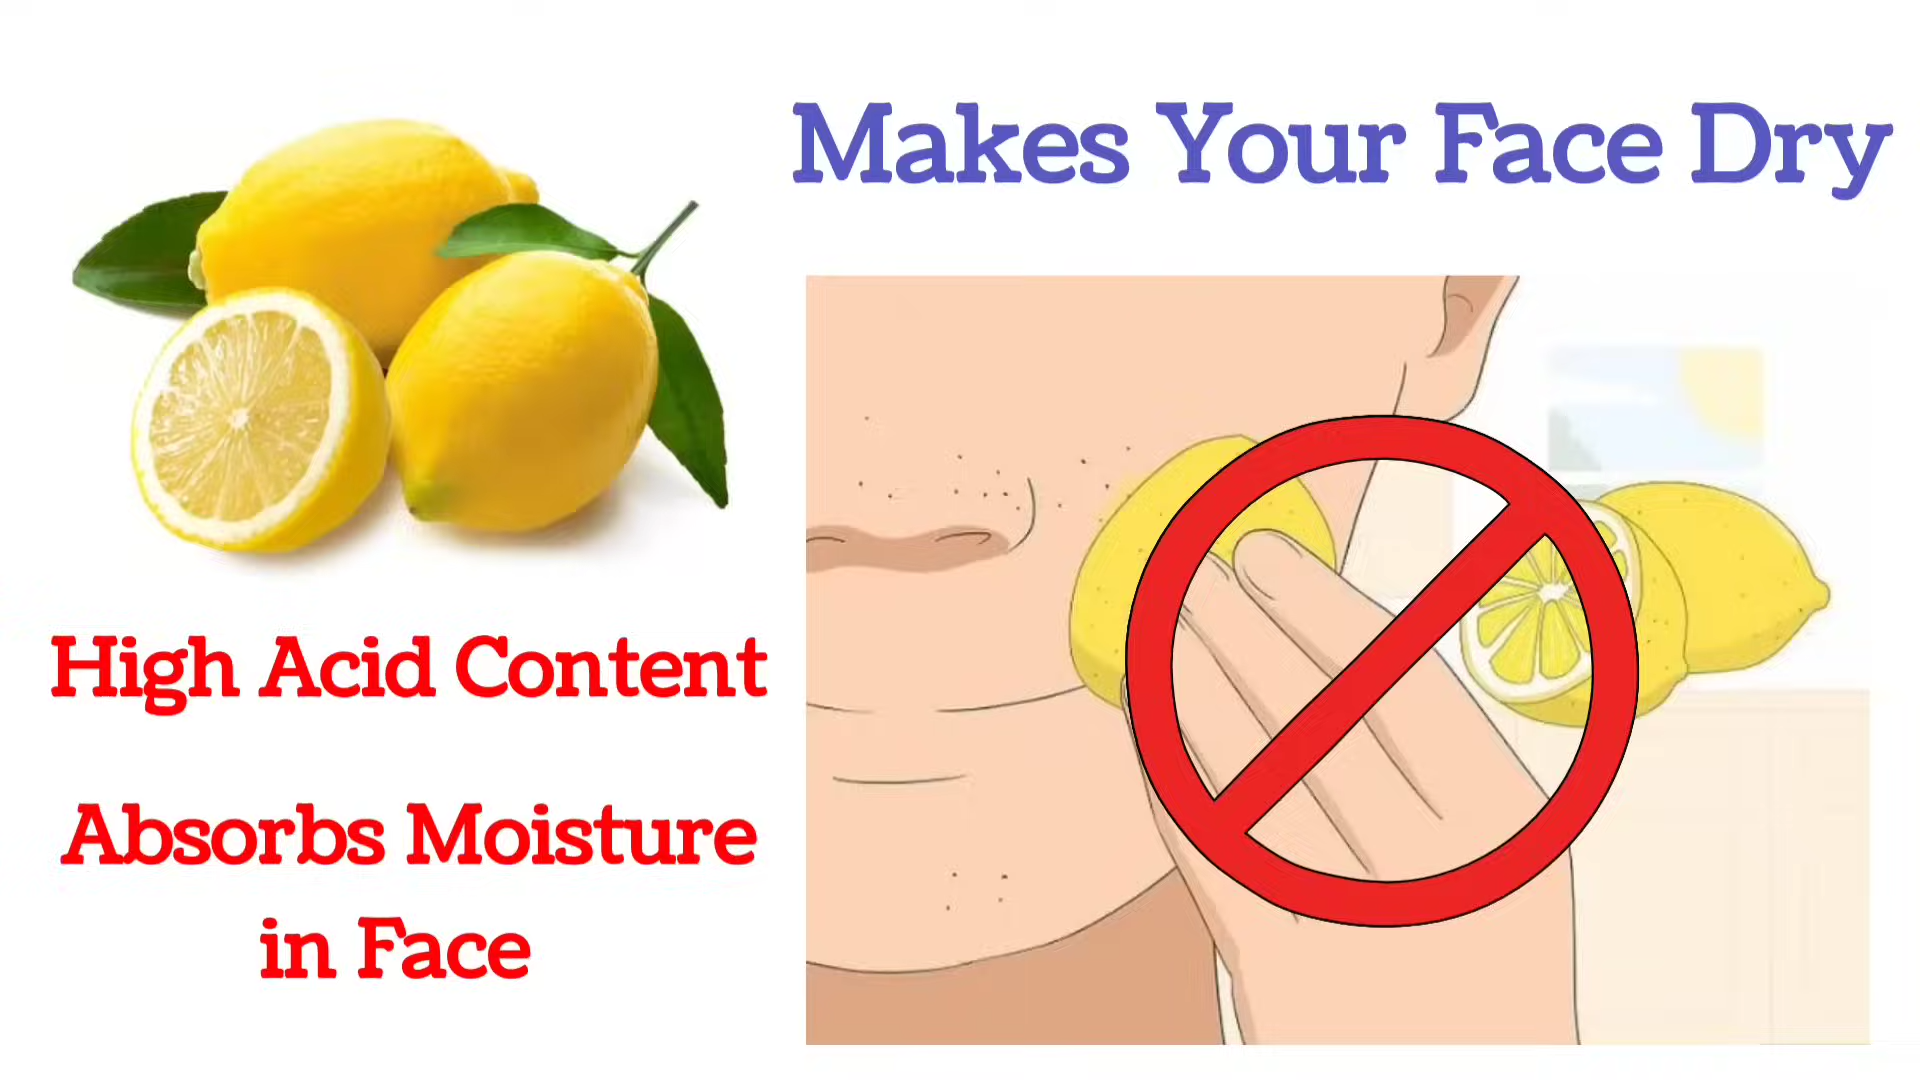 Makes Your Face Dry
High Acid Content
Absorbs Moisture
in Face